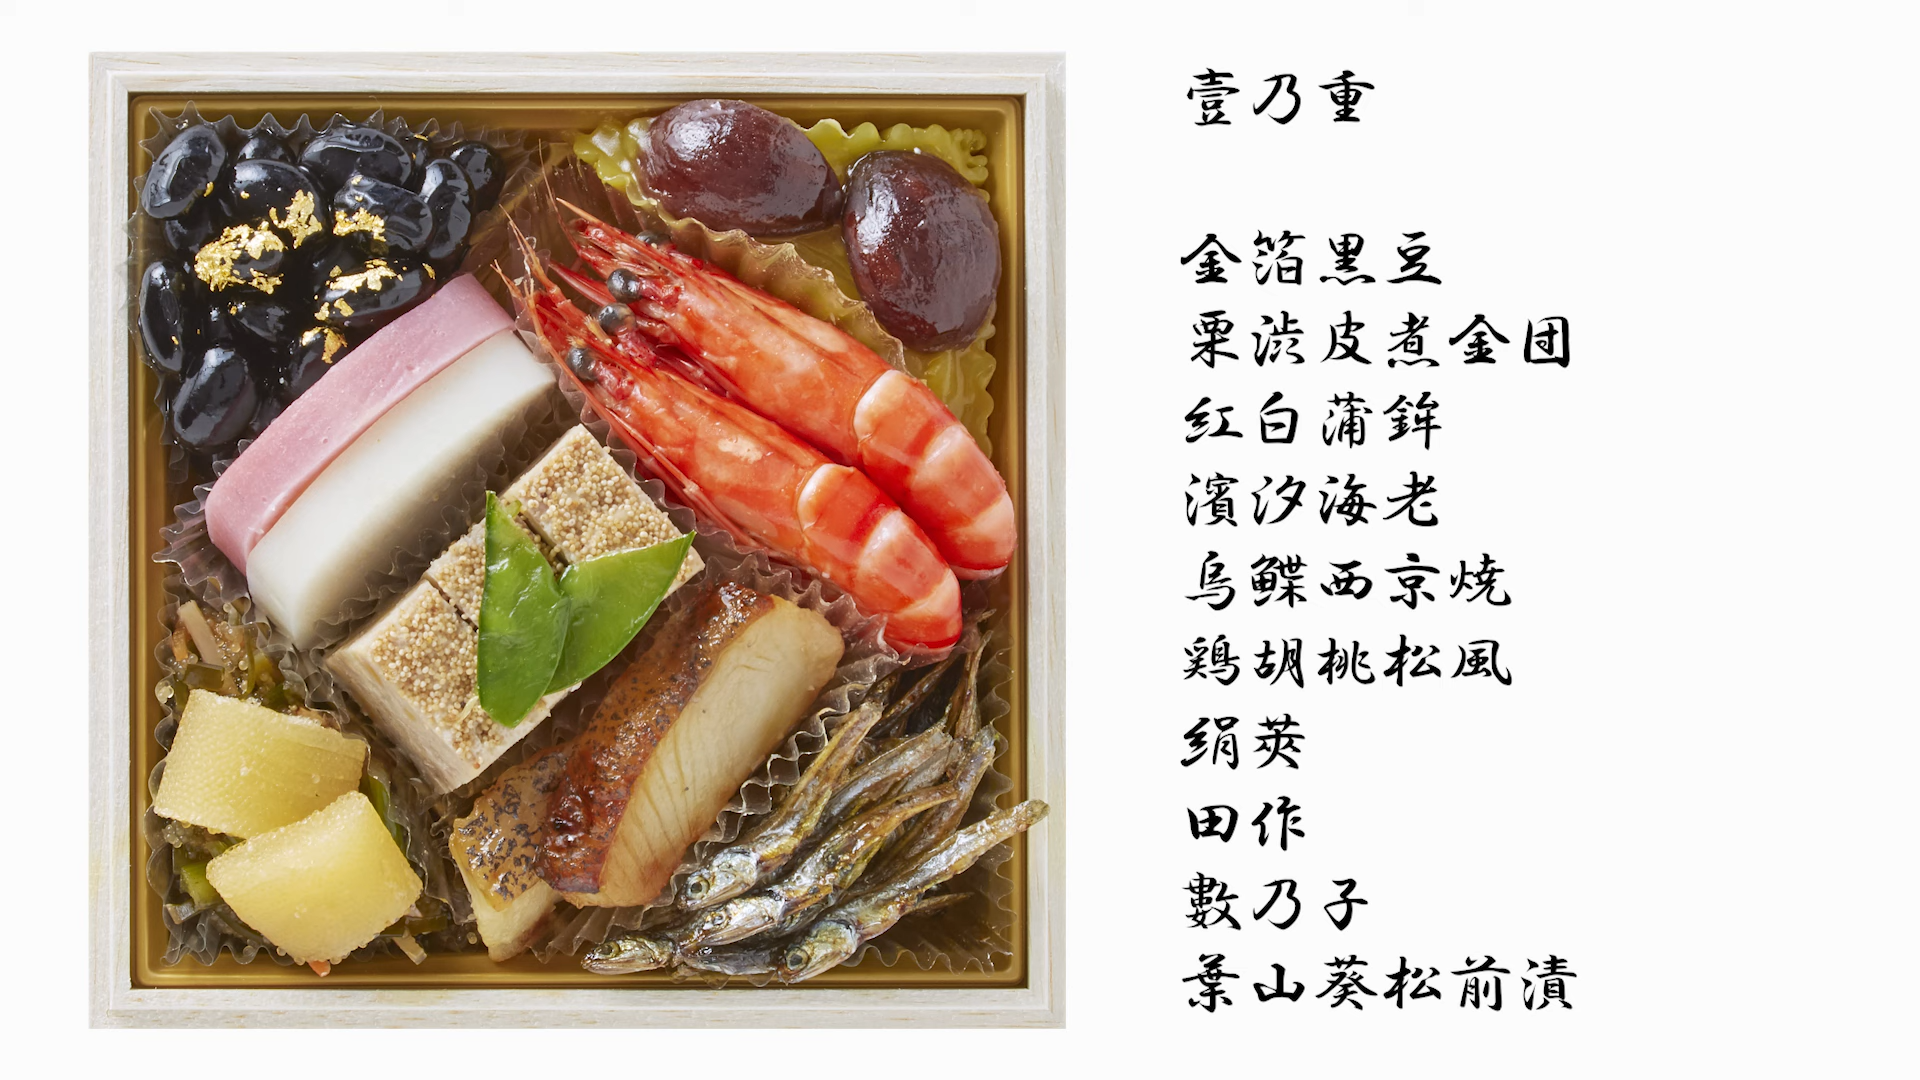 壹乃重
金箔黒豆
栗渋皮煮金団
紅白蒲鉾
濱汐海老
烏鰈西京焼
鶏胡桃松風
絹莢
田作
數乃子
葉山葵松前漬